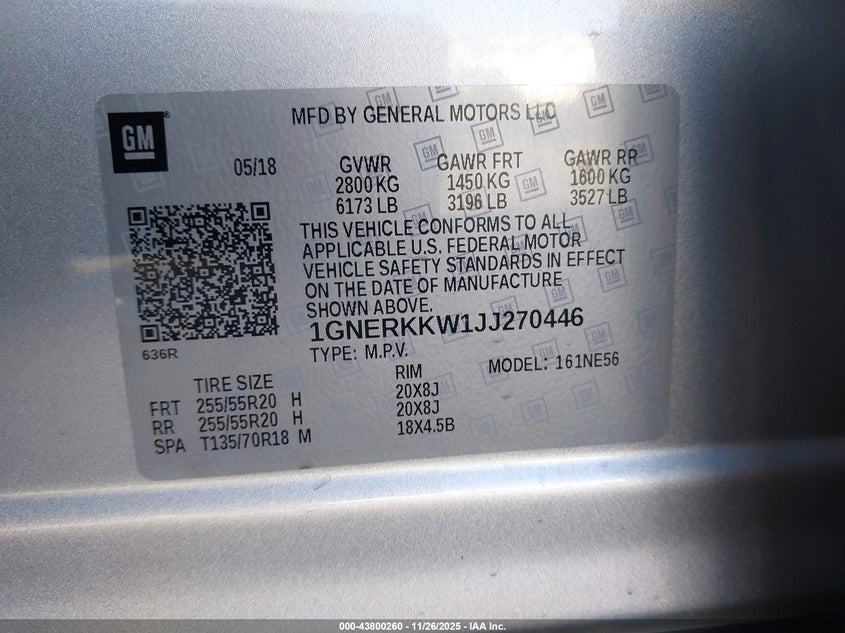 GM
MFD BY GENERAL MOTORS LLC
05/18
GVWR GAWR FRT GAWR RR
2800 KG 1450 KG 1600 KG
6173 LB 3196 LB 3527 LB
THIS VEHICLE CONFORMS TO ALL
APPLICABLE U.S. FEDERAL MOTOR
VEHICLE SAFETY STANDARDS IN EFFECT
ON THE DATE OF MANUFACTURE
SHOWN ABOVE.
1GNERKKW1JJ270446
636R
TYPE: M.P.V. MODEL: 161NE56
TIRE SIZE RIM
FRT 255/55R20 H 20X8J
RR 255/55R20 H 20X8J
SPA T135/70R18 M 18X4.5B
000-43800260 - 11/26/2025 - IAA Inc.